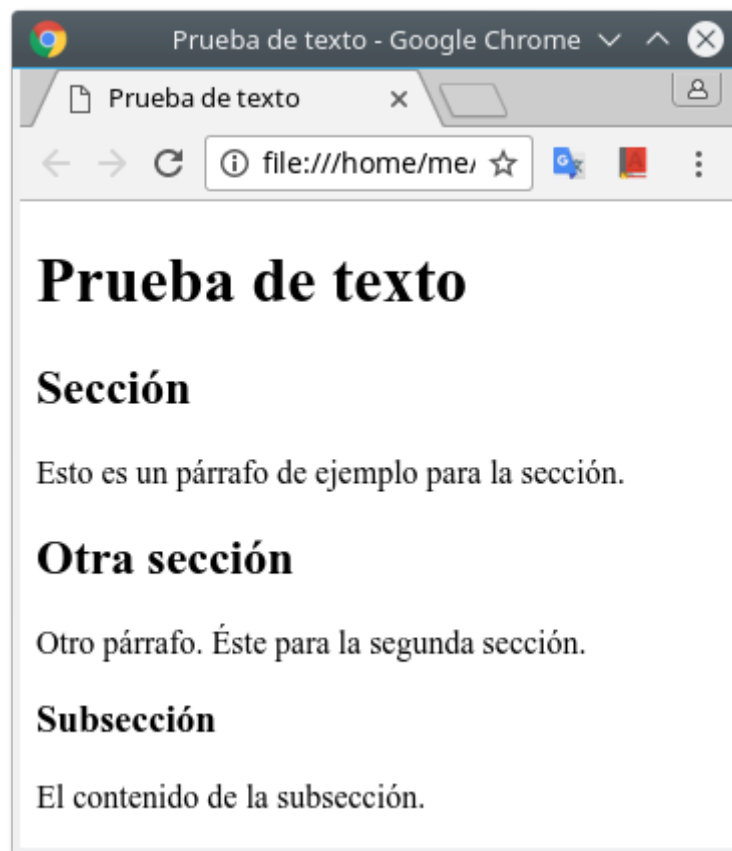 Prueba de texto - Google Chrome
Prueba de texto
file:///home/me/
Prueba de texto
Sección
Esto es un párrafo de ejemplo para la sección.
Otra sección
Otro párrafo. Éste para la segunda sección.
Subsección
El contenido de la subsección.